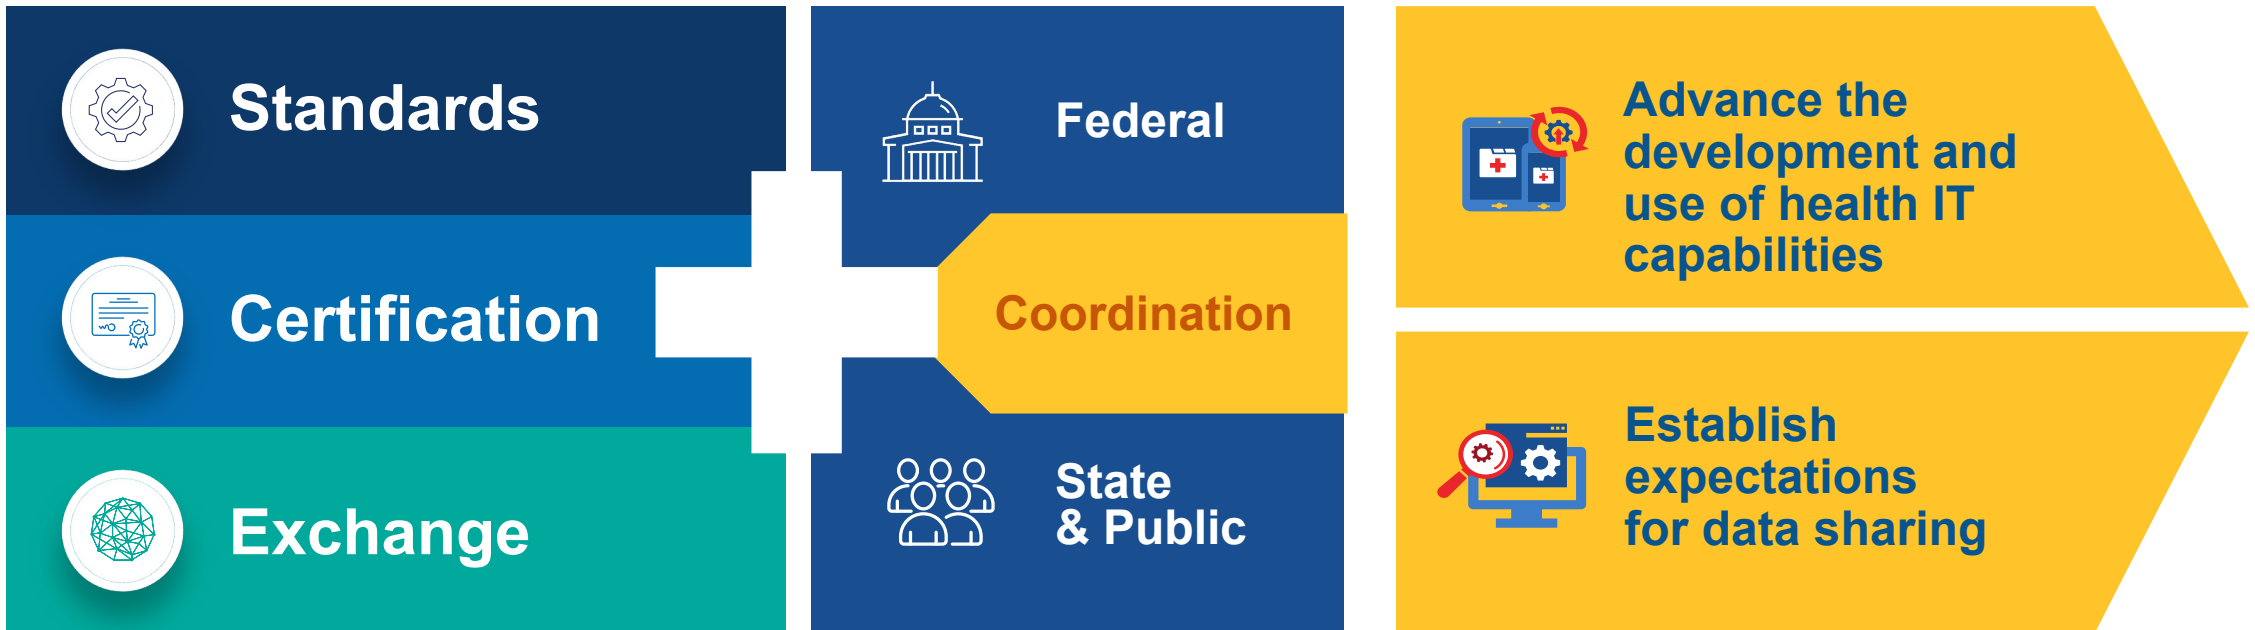 Standards
Certification
Exchange
Federal
Coordination
State
& Public
Advance the
development and
use of health IT
capabilities
Establish
expectations
for data sharing